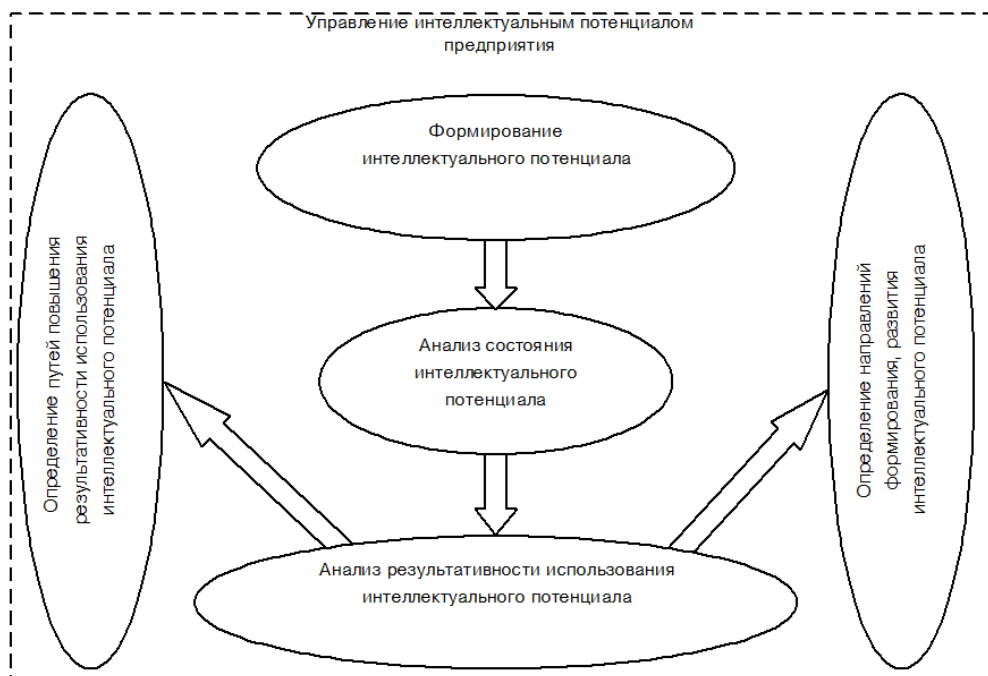 Управление интеллектуальным потенциалом
предприятия
Формирование
интеллектуального потенциала
Анализ состояния
интеллектуального
потенциала
Анализ результативности использования
интеллектуального потенциала
Определение путей повышения
результативности использования
интеллектуального потенциала
Определение направлений
формирования, развития
интеллектуального потенциала